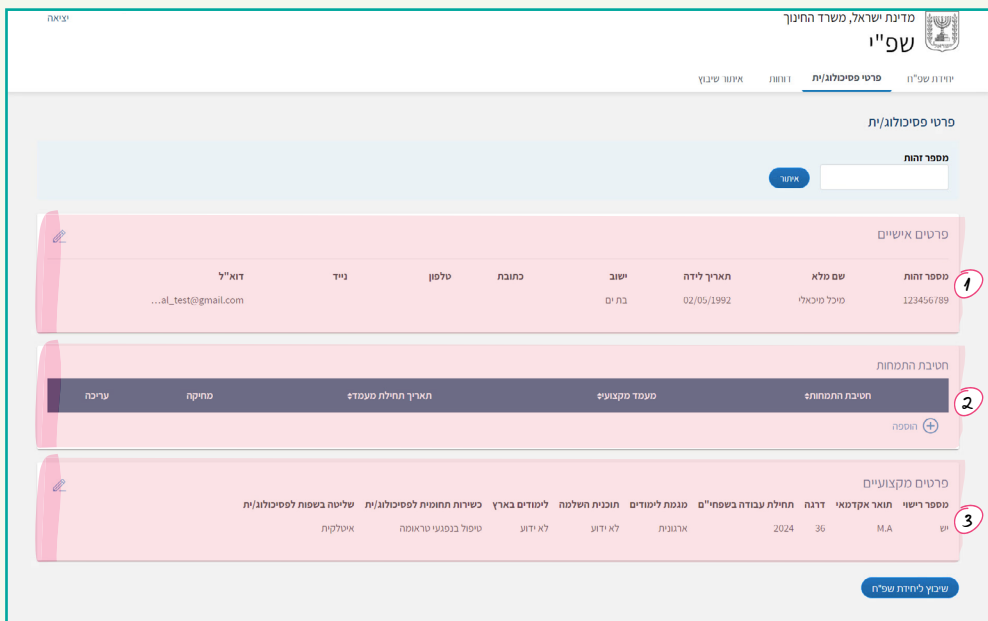 מדינת ישראל, משרד החינוך
יציאה
שפ"י
יחידת שפ"ח פרטי פסיכולוג/ית דוחות איתור שיבוץ
פרטי פסיכולוג/ית
מספר זהות
איתור
פרטים אישיים
מספר זהות שם מלא תאריך לידה ישוב כתובת טלפון נייד דוא"ל
123456789 מיכל מיכאלי 02/05/1992 בת ים ...al_test@gmail.com
1
חטיבת התמחות
חטיבת התמחות מעמד מקצועי תאריך תחילת מעמד מחיקה עריכה
2
הוספה
פרטים מקצועיים
מספר רישוי תואר אקדמאי דרגה תחילת עבודה בשפחי"ם מגמת לימודים תוכנית השלמה לימודים בארץ כשירות תחומית לפסיכולוג/ית שליטה בשפות לפסיכולוג/ית
3
יש M.A 36 2024 ארגונית לא ידוע לא ידוע טיפול בנפגעי טראומה איטלקית
שיבוץ ליחידת שפ"ח